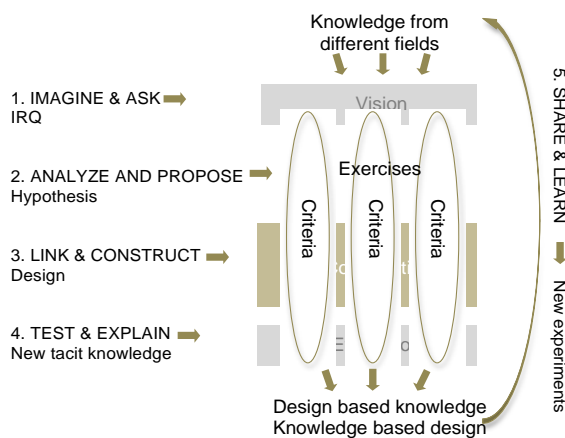 Knowledge from
different fields
1. IMAGINE & ASK
IRQ
Vision
2. ANALYZE AND PROPOSE
Hypothesis
Exercises
Criteria
Criteria
Criteria
3. LINK & CONSTRUCT
Design
4. TEST & EXPLAIN
New tacit knowledge
Design based knowledge
Knowledge based design
5. SHARE & LEARN
New experiments